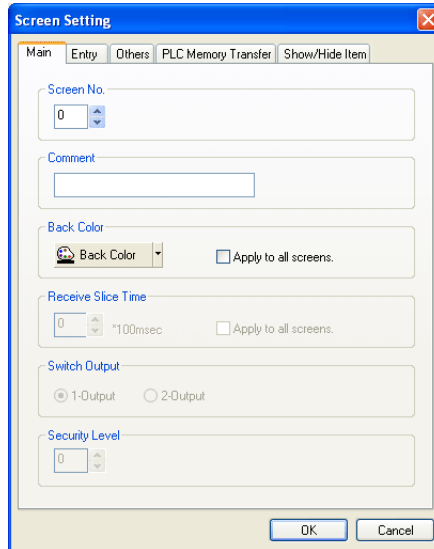 Screen Setting
Main Entry Others PLC Memory Transfer Show/Hide Item
Screen No.
0
Comment
Back Color
Back Color Apply to all screens.
Receive Slice Time
0 *100msec Apply to all screens.
Switch Output
1-Output 2-Output
Security Level
0
OK Cancel